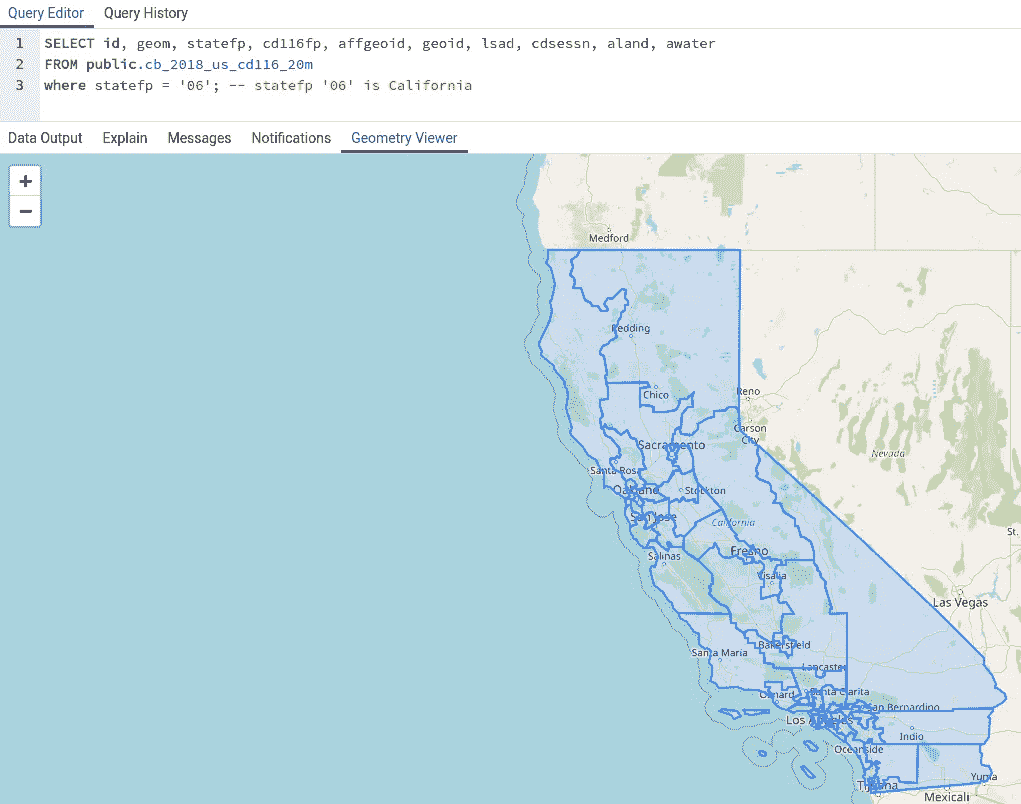 Query Editor Query History
1 SELECT id, geom, statefp, cd116fp, affgeoid, geoid, lsad, cdsessn, aland, awater
2 FROM public.cb_2018_us_cd116_20m
3 where statefp = '06'; -- statefp '06' is California
Data Output Explain Messages Notifications Geometry Viewer
+
−
Medford
Redding
Chico
Reno
Carson
City
Sacramento
Nevada
Santa Rosa
Oakland
Stockton
San Jose
California
St.
Salinas
Fresno
Visalia
Las Vegas
Bakersfield
Santa Maria
Lancaster
Oxnard
Santa Clarita
San Bernardino
Los Angeles
Indio
Oceanside
Yuma
Tijuana
Mexicali